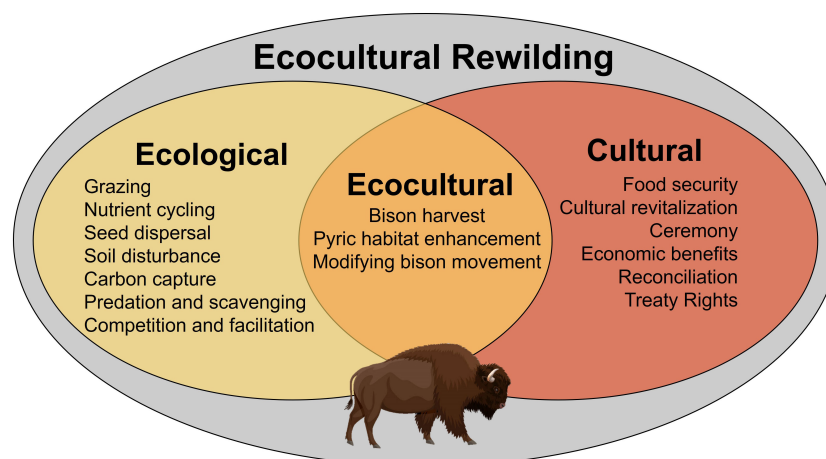 Ecocultural Rewilding
Ecological
Grazing
Nutrient cycling
Seed dispersal
Soil disturbance
Carbon capture
Predation and scavenging
Competition and facilitation
Ecocultural
Bison harvest
Pyric habitat enhancement
Modifying bison movement
Cultural
Food security
Cultural revitalization
Ceremony
Economic benefits
Reconciliation
Treaty Rights